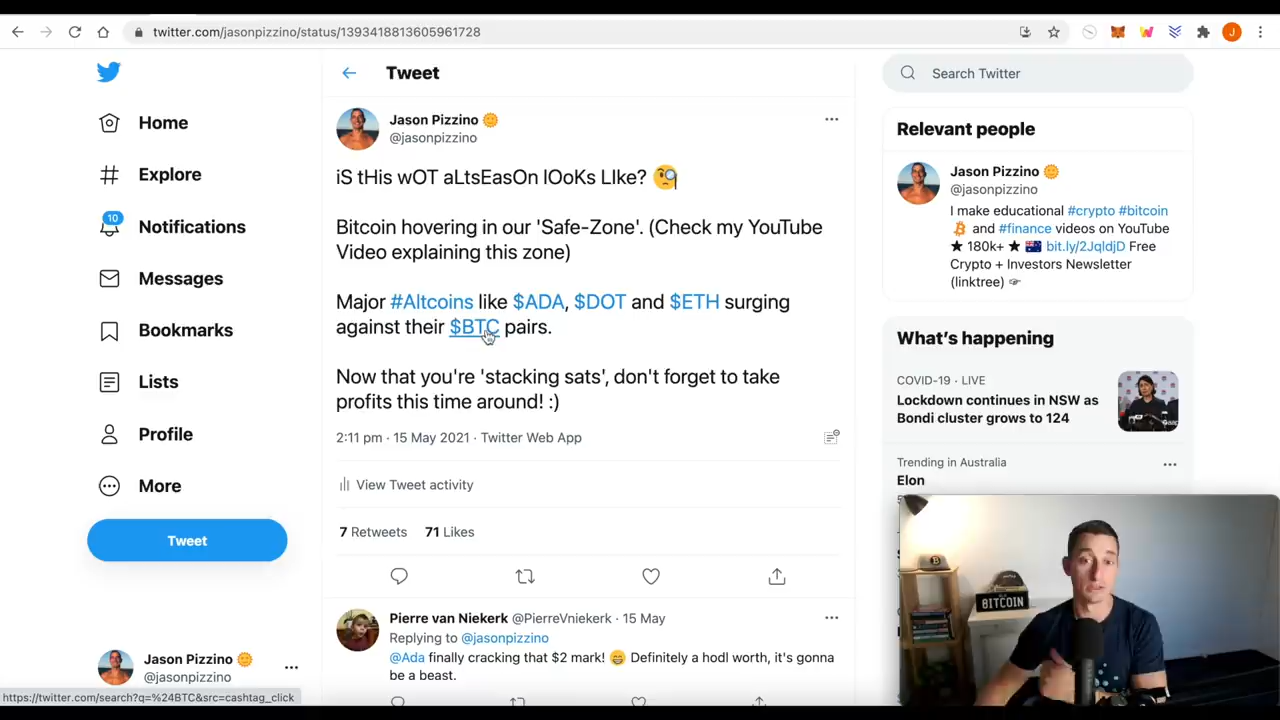 twitter.com/jasonpizzino/status/1393418813605961728
J
Home
Explore
10
Notifications
Messages
Bookmarks
Lists
Profile
More
Tweet
Jason Pizzino
@jasonpizzino
https://twitter.com/search?q=%24BTC&src=cashtag_click
Tweet
Jason Pizzino
@jasonpizzino
iS tHis wOT aLtsEasOn lOoKs LIke?
Bitcoin hovering in our 'Safe-Zone'. (Check my YouTube
Video explaining this zone)
Major #Altcoins like $ADA, $DOT and $ETH surging
against their $BTC pairs.
Now that you're 'stacking sats', don't forget to take
profits this time around! :)
2:11 pm · 15 May 2021 · Twitter Web App
View Tweet activity
7 Retweets 71 Likes
Pierre van Niekerk @PierreVniekerk · 15 May
Replying to @jasonpizzino
@Ada finally cracking that $2 mark! Definitely a hodl worth, it's gonna
be a beast.
Search Twitter
Relevant people
Jason Pizzino
@jasonpizzino
I make educational #crypto #bitcoin
and #finance videos on YouTube
★ 180k+ ★ bit.ly/2JqldjD Free
Crypto + Investors Newsletter
(linktree)
What's happening
COVID-19 · LIVE
Lockdown continues in NSW as
Bondi cluster grows to 124
Trending in Australia
Elon
BITCOIN